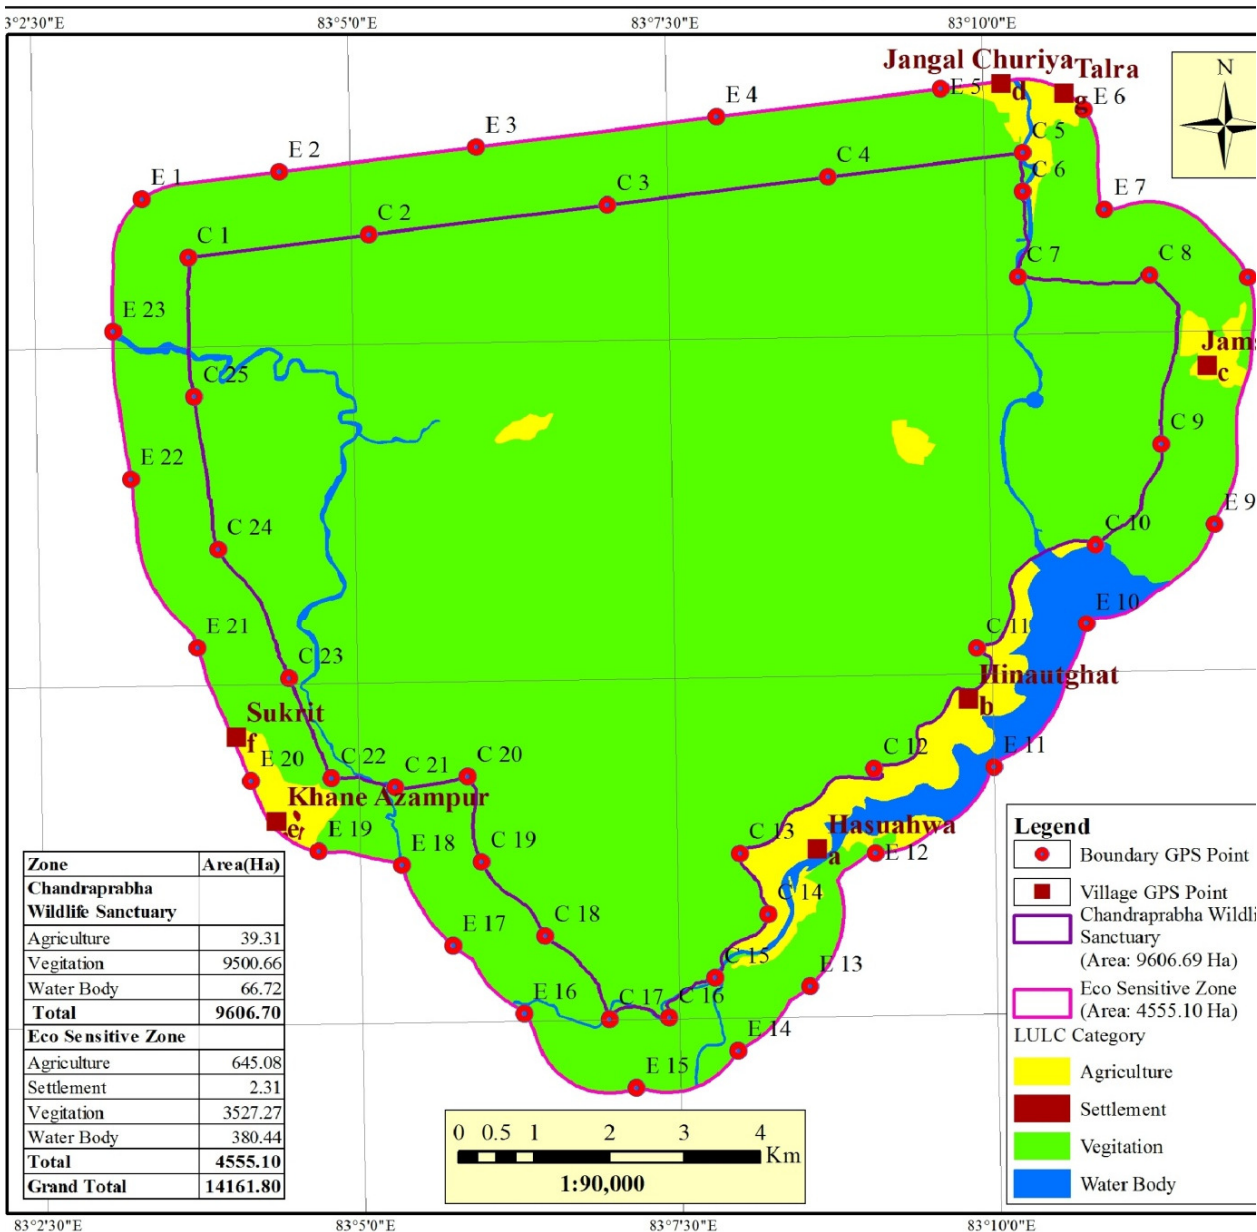 83°2'30"E 83°5'0"E 83°7'30"E 83°10'0"E
Jangal Churiya
Talra
E 5
d
g
E 6
N
E 4
E 3
C 5
E 2
C 4
C 6
E 1
C 3
E 7
C 2
C 1
C 7
C 8
E 23
Jams
c
C 25
C 9
E 22
E 9
C 24
C 10
E 10
E 21
C 11
C 23
Hinautghat
b
Sukrit
f
E 20
C 22
C 21
C 20
C 12
E 11
Khane Azampur
e
E 19
E 18
C 19
C 13
Hasuahwa
a
E 12
C 14
E 17
C 18
C 15
E 13
E 16
C 17
C 16
E 14
E 15
Zone Area(Ha)
Chandraprabha
Wildlife Sanctuary
Agriculture 39.31
Vegitation 9500.66
Water Body 66.72
Total 9606.70
Eco Sensitive Zone
Agriculture 645.08
Settlement 2.31
Vegitation 3527.27
Water Body 380.44
Total 4555.10
Grand Total 14161.80
0 0.5 1 2 3 4
Km
1:90,000
Legend
Boundary GPS Point
Village GPS Point
Chandraprabha Wildli
Sanctuary
(Area: 9606.69 Ha)
Eco Sensitive Zone
(Area: 4555.10 Ha)
LULC Category
Agriculture
Settlement
Vegitation
Water Body
83°2'30"E 83°5'0"E 83°7'30"E 83°10'0"E